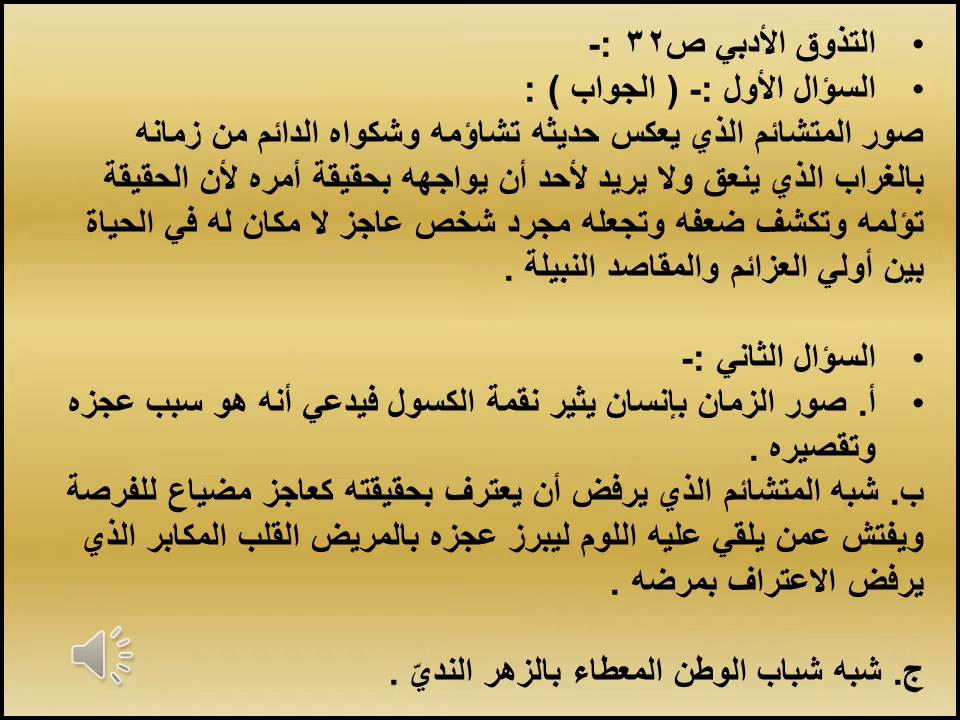 • التذوق الأدبي ص٣٢ :-
• السؤال الأول :- ( الجواب ) :
صور المتشائم الذي يعكس حديثه تشاؤمه وشكواه الدائم من زمانه
بالغراب الذي ينعق ولا يريد لأحد أن يواجهه بحقيقة أمره لأن الحقيقة
تؤلمه وتكشف ضعفه وتجعله مجرد شخص عاجز لا مكان له في الحياة
بين أولي العزائم والمقاصد النبيلة .
• السؤال الثاني :-
• أ. صور الزمان بإنسان يثير نقمة الكسول فيدعي أنه هو سبب عجزه
وتقصيره .
ب. شبه المتشائم الذي يرفض أن يعترف بحقيقته كعاجز مضياع للفرصة
ويفتش عمن يلقي عليه اللوم ليبرز عجزه بالمريض القلب المكابر الذي
يرفض الاعتراف بمرضه .
ج. شبه شباب الوطن المعطاء بالزهر النديّ .